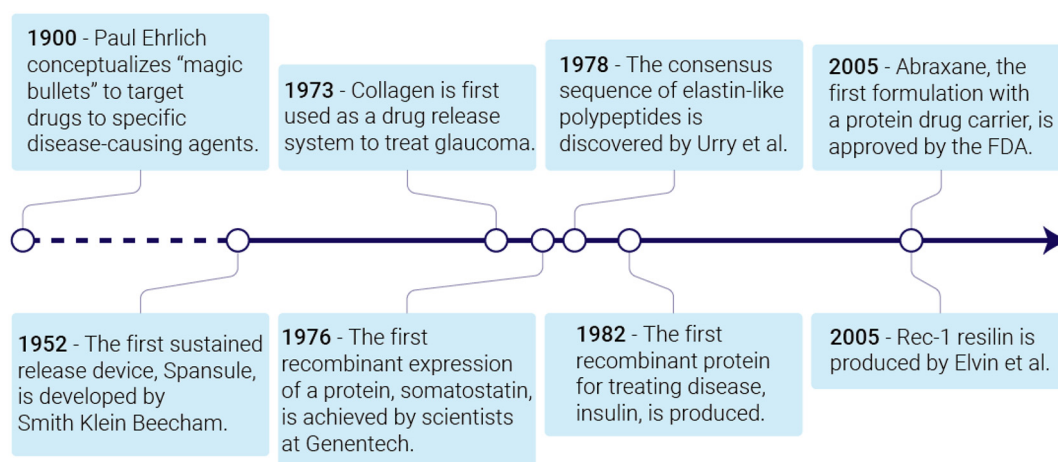 1900 - Paul Ehrlich
conceptualizes “magic
bullets” to target
drugs to specific
disease-causing agents.
1973 - Collagen is first
used as a drug release
system to treat glaucoma.
1978 - The consensus
sequence of elastin-like
polypeptides is
discovered by Urry et al.
2005 - Abraxane, the
first formulation with
a protein drug carrier, is
approved by the FDA.
1952 - The first sustained
release device, Spansule,
is developed by
Smith Klein Beecham.
1976 - The first
recombinant expression
of a protein, somatostatin,
is achieved by scientists
at Genentech.
1982 - The first
recombinant protein
for treating disease,
insulin, is produced.
2005 - Rec-1 resilin is
produced by Elvin et al.